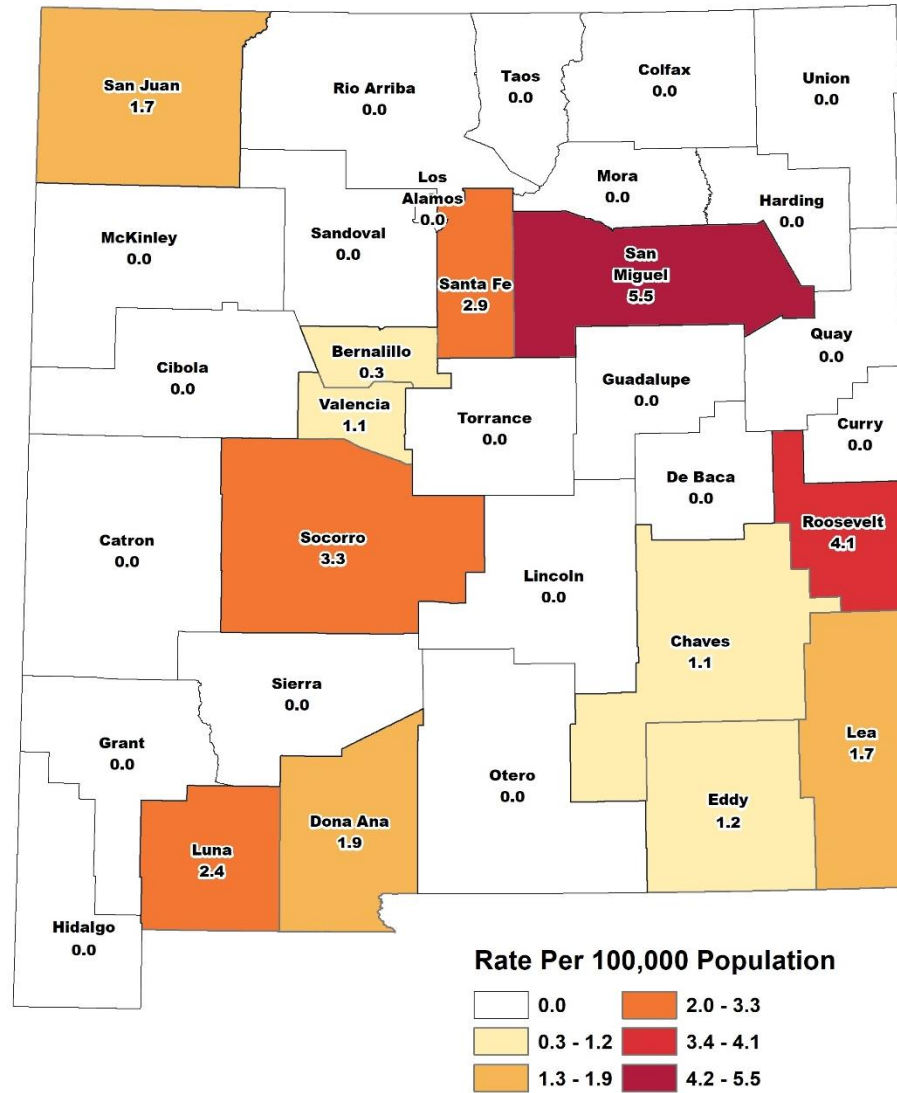 San Juan
1.7
Rio Arriba
0.0
Taos
0.0
Colfax
0.0
Union
0.0
Los
Alamos
0.0
Mora
0.0
Harding
0.0
McKinley
0.0
Sandoval
0.0
Santa Fe
2.9
San
Miguel
5.5
Quay
0.0
Cibola
0.0
Bernalillo
0.3
Valencia
1.1
Torrance
0.0
Guadalupe
0.0
Curry
0.0
De Baca
0.0
Roosevelt
4.1
Catron
0.0
Socorro
3.3
Lincoln
0.0
Chaves
1.1
Sierra
0.0
Grant
0.0
Otero
0.0
Lea
1.7
Eddy
1.2
Luna
2.4
Dona Ana
1.9
Hidalgo
0.0
Rate Per 100,000 Population
0.0
0.3 - 1.2
1.3 - 1.9
2.0 - 3.3
3.4 - 4.1
4.2 - 5.5